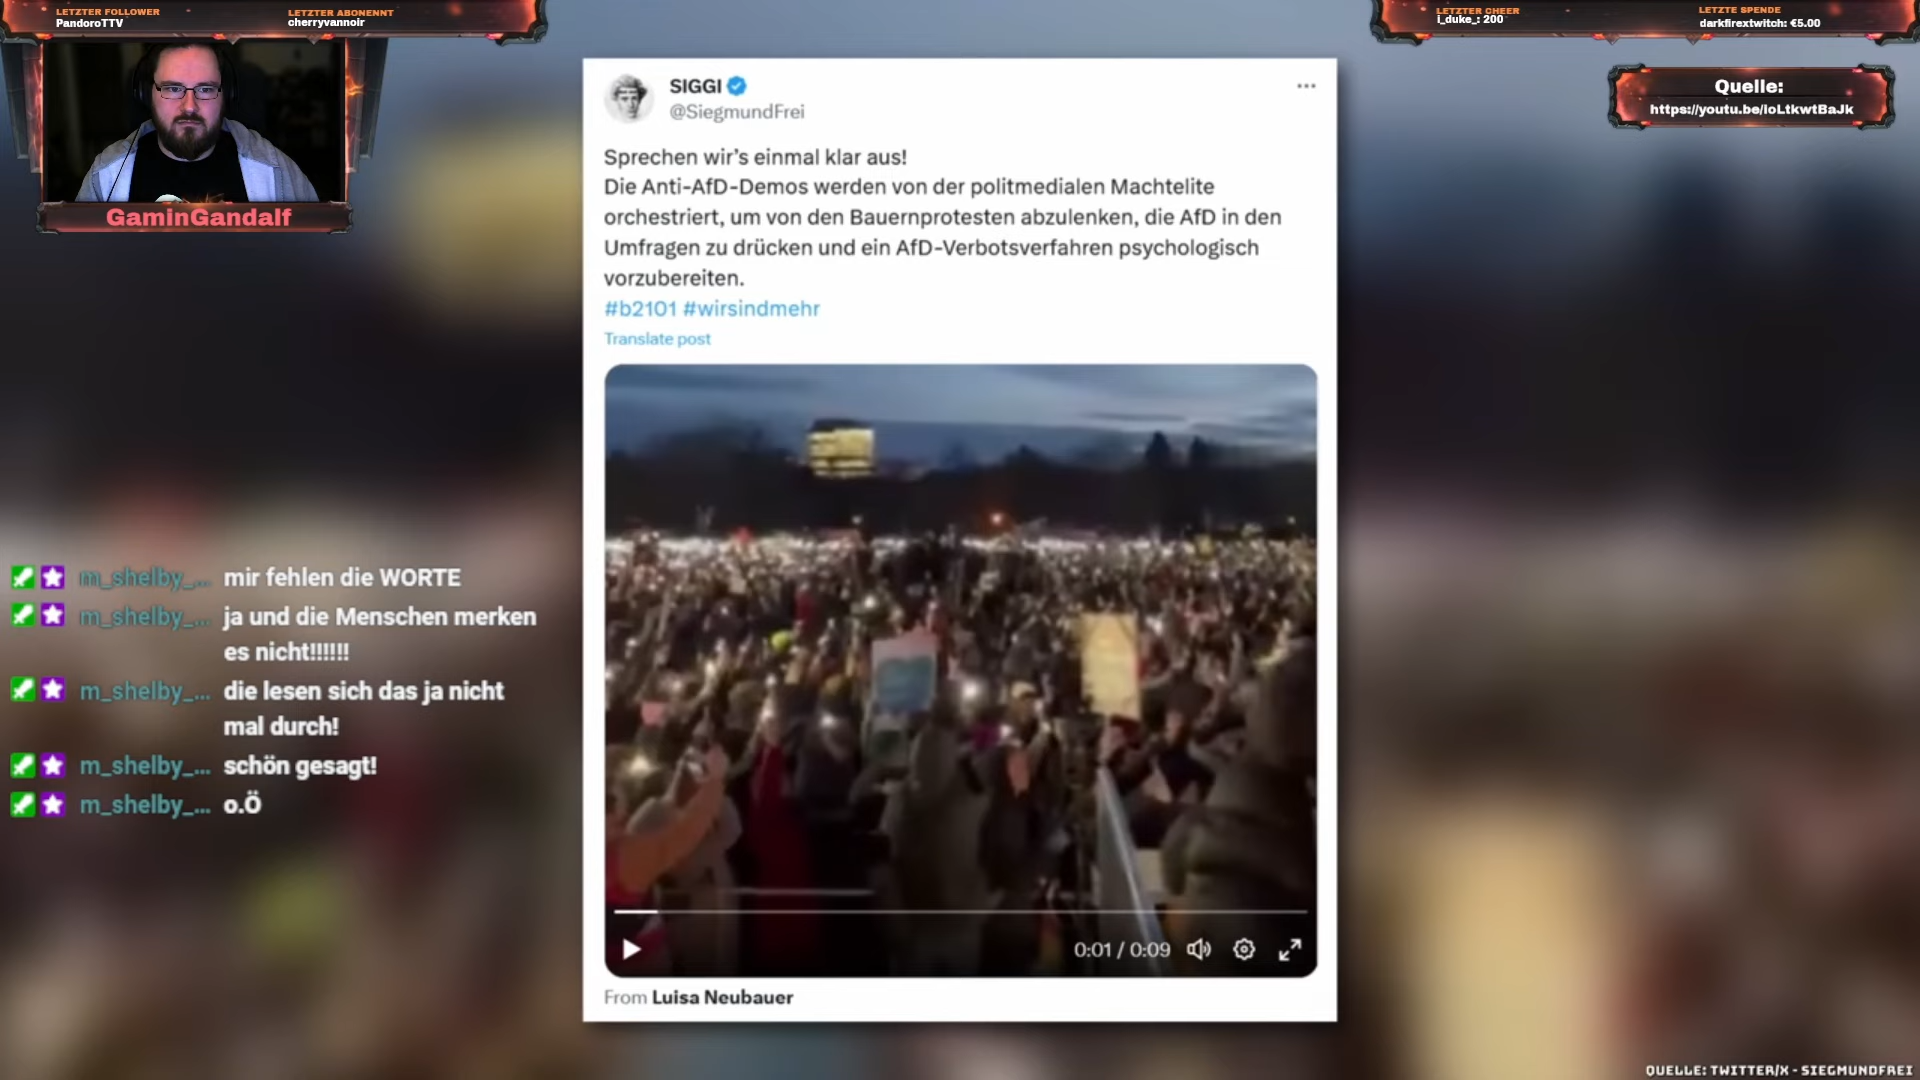 LETZTER FOLLOWER
PandoroTTV
LETZTER ABONENNT
cherryvannoir
LETZTER CHEER
i_duke_: 200
LETZTE SPENDE
darkfirextwitch: €5.00
GaminGandalf
Quelle:
https://youtu.be/loLtkwtBaJk
SIGGI
@SiegmundFrei
Sprechen wir's einmal klar aus!
Die Anti-AfD-Demos werden von der politmedialen Machtelite
orchestriert, um von den Bauernprotesten abzulenken, die AfD in den
Umfragen zu drücken und ein AfD-Verbotsverfahren psychologisch
vorzubereiten.
#b2101 #wirsindmehr
Translate post
0:01 / 0:09
From Luisa Neubauer
m_shelby_... mir fehlen die WORTE
m_shelby_... ja und die Menschen merken
es nicht!!!!!!
m_shelby_... die lesen sich das ja nicht
mal durch!
m_shelby_... schön gesagt!
m_shelby_... o.Ö
QUELLE: TWITTER/X - SIEGMUNDFREI